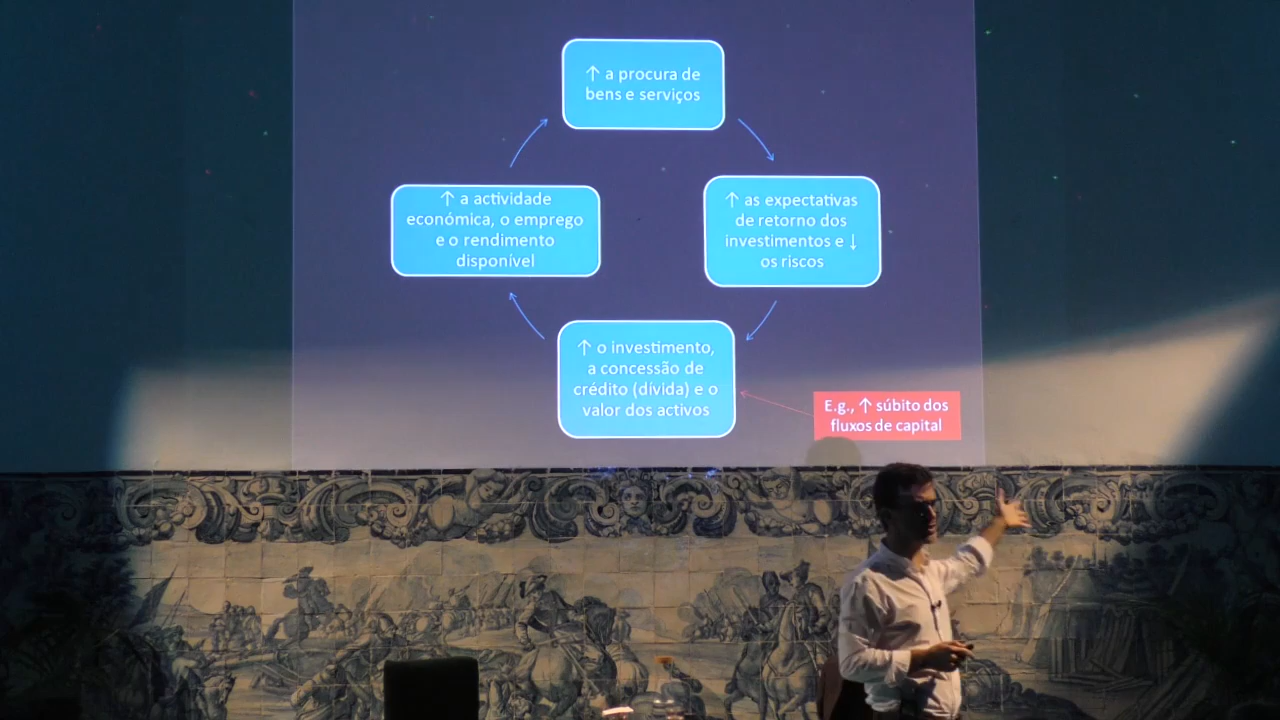 ↑ a procura de
bens e serviços
↑ a actividade
económica, o emprego
e o rendimento
disponível
↑ as expectativas
de retorno dos
investimentos e ↓
os riscos
↑ o investimento,
a concessão de
crédito (dívida) e o
valor dos activos
E.g., ↑ súbito dos
fluxos de capital